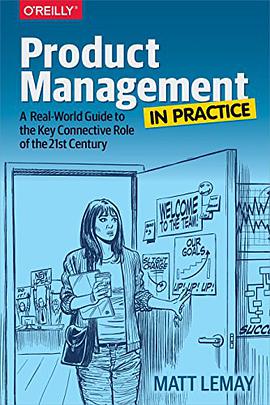 O'REILLY®
Product
Management
IN PRACTICE
A Real-World Guide to
the Key Connective Role
of the 21st Century
WELCOME
TO THE TEAM!
OUR
GOALS
SLIGHT
CHANGE
UP! UP! UP!
MATT LEMAY